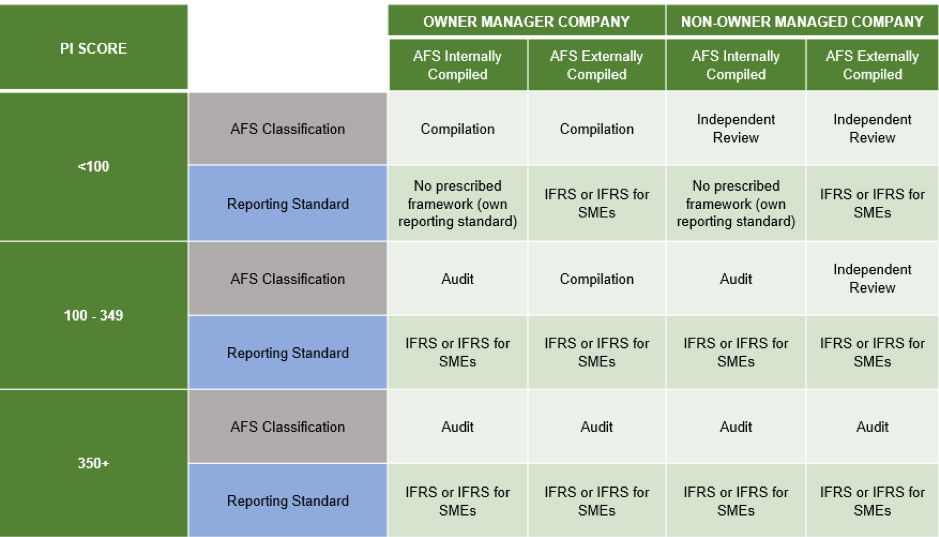 PI SCORE
OWNER MANAGER COMPANY
NON-OWNER MANAGED COMPANY
AFS Internally
Compiled
AFS Externally
Compiled
AFS Internally
Compiled
AFS Externally
Compiled
<100
AFS Classification
Compilation
Compilation
Independent
Review
Independent
Review
Reporting Standard
No prescribed
framework (own
reporting standard)
IFRS or IFRS for
SMEs
No prescribed
framework (own
reporting standard)
IFRS or IFRS for
SMEs
100 - 349
AFS Classification
Audit
Compilation
Audit
Independent
Review
Reporting Standard
IFRS or IFRS for
SMEs
IFRS or IFRS for
SMEs
IFRS or IFRS for
SMEs
IFRS or IFRS for
SMEs
350+
AFS Classification
Audit
Audit
Audit
Audit
Reporting Standard
IFRS or IFRS for
SMEs
IFRS or IFRS for
SMEs
IFRS or IFRS for
SMEs
IFRS or IFRS for
SMEs